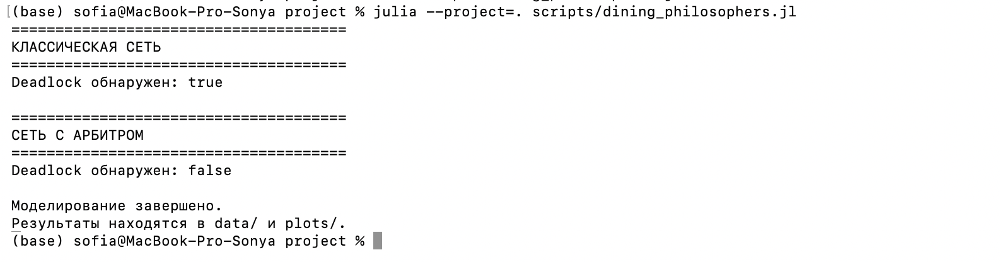 (base) sofia@MacBook-Pro-Sonya project % julia --project=. scripts/dining_philosophers.jl
======================================
КЛАССИЧЕСКАЯ СЕТЬ
======================================
Deadlock обнаружен: true
======================================
СЕТЬ С АРБИТРОМ
======================================
Deadlock обнаружен: false
Моделирование завершено.
Результаты находятся в data/ и plots/.
(base) sofia@MacBook-Pro-Sonya project %